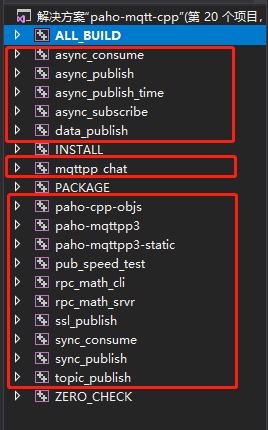 解决方案"paho-mqtt-cpp"(第 20 个项目,
ALL_BUILD
async_consume
async_publish
async_publish_time
async_subscribe
data_publish
INSTALL
mqttpp_chat
PACKAGE
paho-cpp-objs
paho-mqttpp3
paho-mqttpp3-static
pub_speed_test
rpc_math_cli
rpc_math_srvr
ssl_publish
sync_consume
sync_publish
topic_publish
ZERO_CHECK